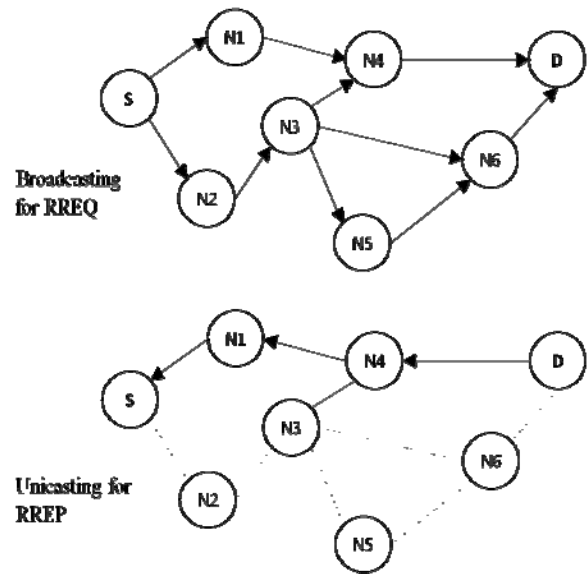 N1
N4
D
S
N3
N6
Broadcasting
for RREQ
N2
N5
N1
N4
D
S
N3
N6
Unicasting for
RREP
N2
N5